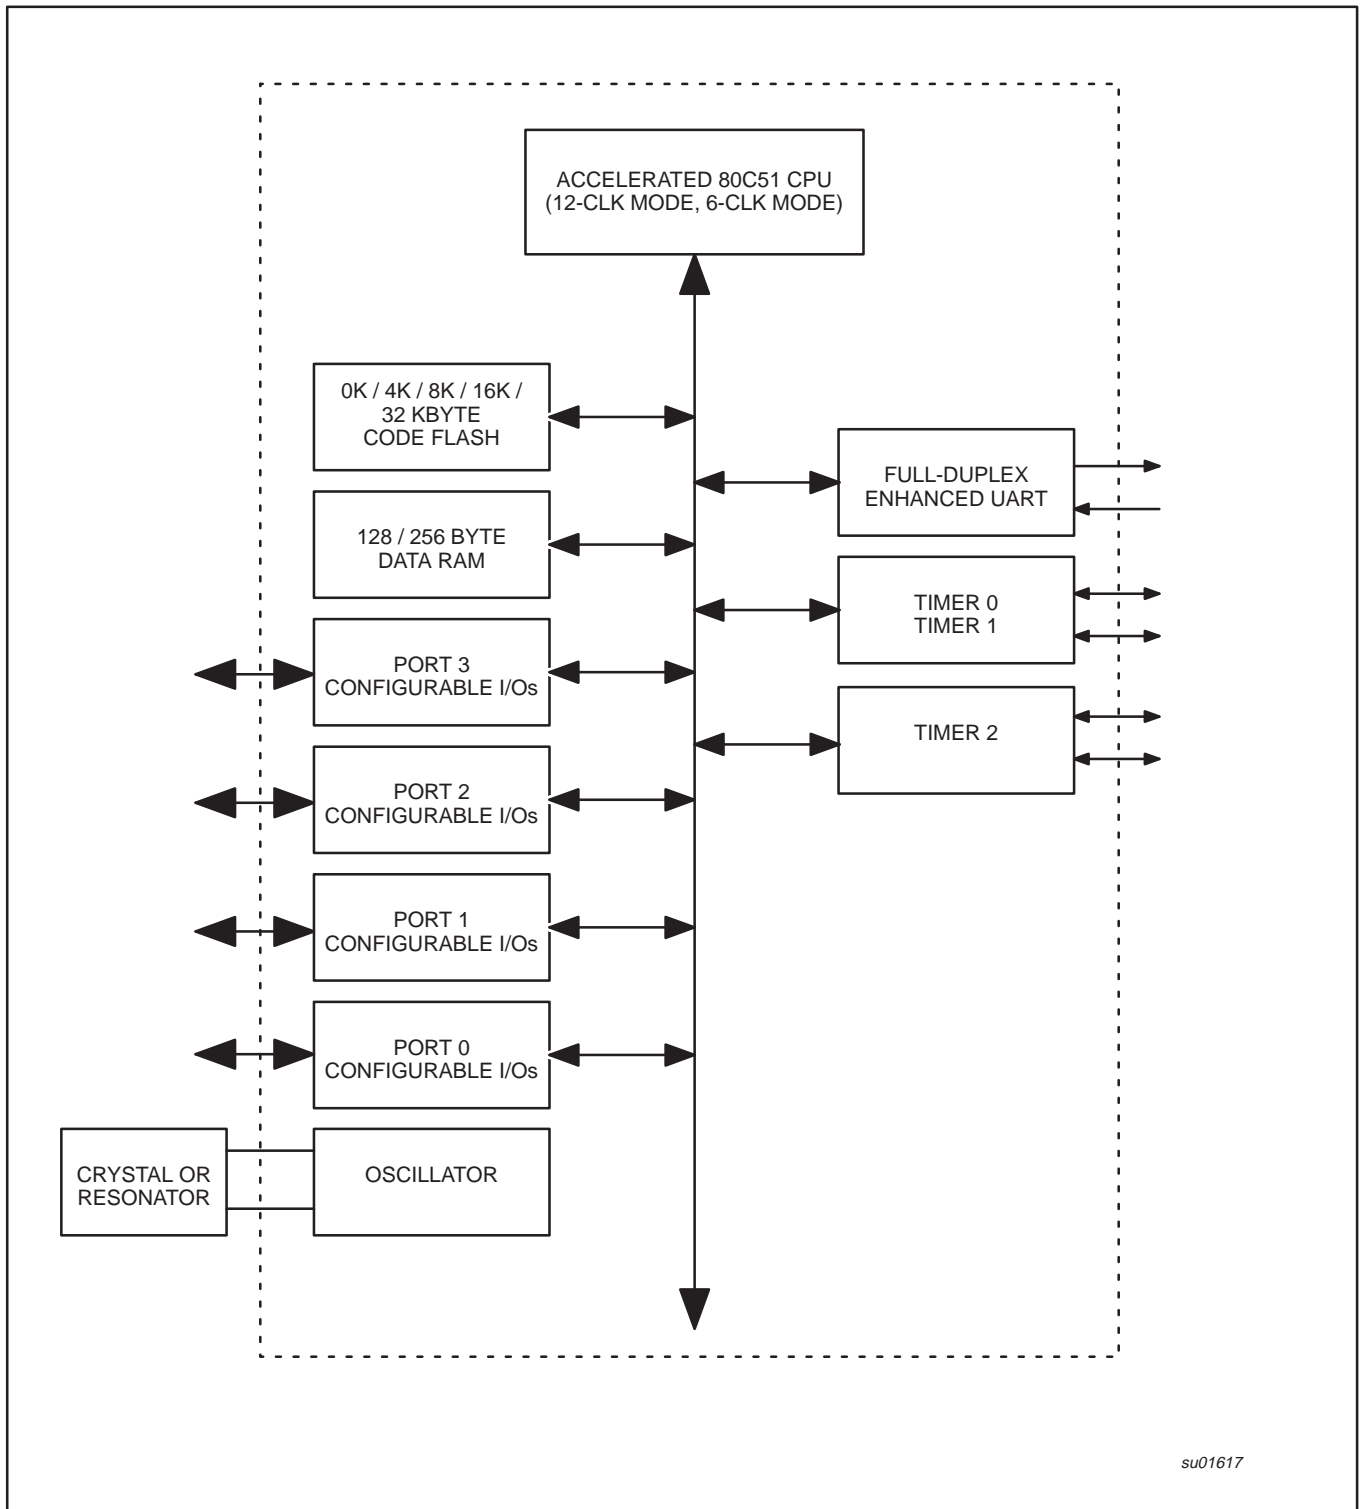 ACCELERATED 80C51 CPU
(12-CLK MODE, 6-CLK MODE)
0K / 4K / 8K / 16K /
32 KBYTE
CODE FLASH
128 / 256 BYTE
DATA RAM
PORT 3
CONFIGURABLE I/Os
PORT 2
CONFIGURABLE I/Os
PORT 1
CONFIGURABLE I/Os
PORT 0
CONFIGURABLE I/Os
CRYSTAL OR
RESONATOR
OSCILLATOR
FULL-DUPLEX
ENHANCED UART
TIMER 0
TIMER 1
TIMER 2
su01617